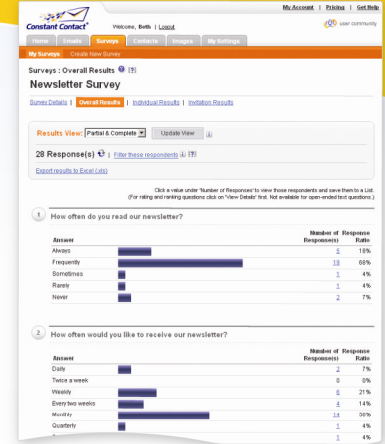 My Account | Pricing | Get Help
Constant Contact®
Welcome, Beth | Logout
user community
Home Emails Surveys Contacts Images My Settings
My Surveys Create New Survey
Surveys : Overall Results [?]
Newsletter Survey
Survey Details | Overall Results | Individual Results | Invitation Results
Results View: Partial & Complete Update View
28 Response(s) | Filter these respondents [?]
Export results to Excel (.xls)
Click a value under "Number of Responses" to view those respondents and save them to a List.
(For rating and ranking questions click on "View Details" first. Not available for open-ended text questions.)
1 How often do you read our newsletter?
Answer Number of Response(s) Response Ratio
Always 5 18%
Frequently 19 68%
Sometimes 1 4%
Rarely 1 4%
Never 2 7%
2 How often would you like to receive our newsletter?
Answer Number of Response(s) Response Ratio
Daily 2 7%
Twice a week 0 0%
Weekly 6 21%
Every two weeks 4 14%
Monthly 14 50%
Quarterly 1 4%
1 4%